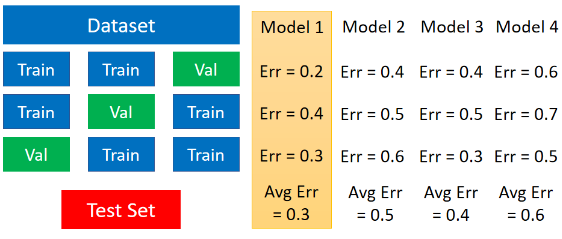 Dataset
Model 1 Model 2 Model 3 Model 4
Train Train Val
Err = 0.2 Err = 0.4 Err = 0.4 Err = 0.6
Train Val Train
Err = 0.4 Err = 0.5 Err = 0.5 Err = 0.7
Val Train Train
Err = 0.3 Err = 0.6 Err = 0.3 Err = 0.5
Test Set
Avg Err Avg Err Avg Err Avg Err
= 0.3 = 0.5 = 0.4 = 0.6